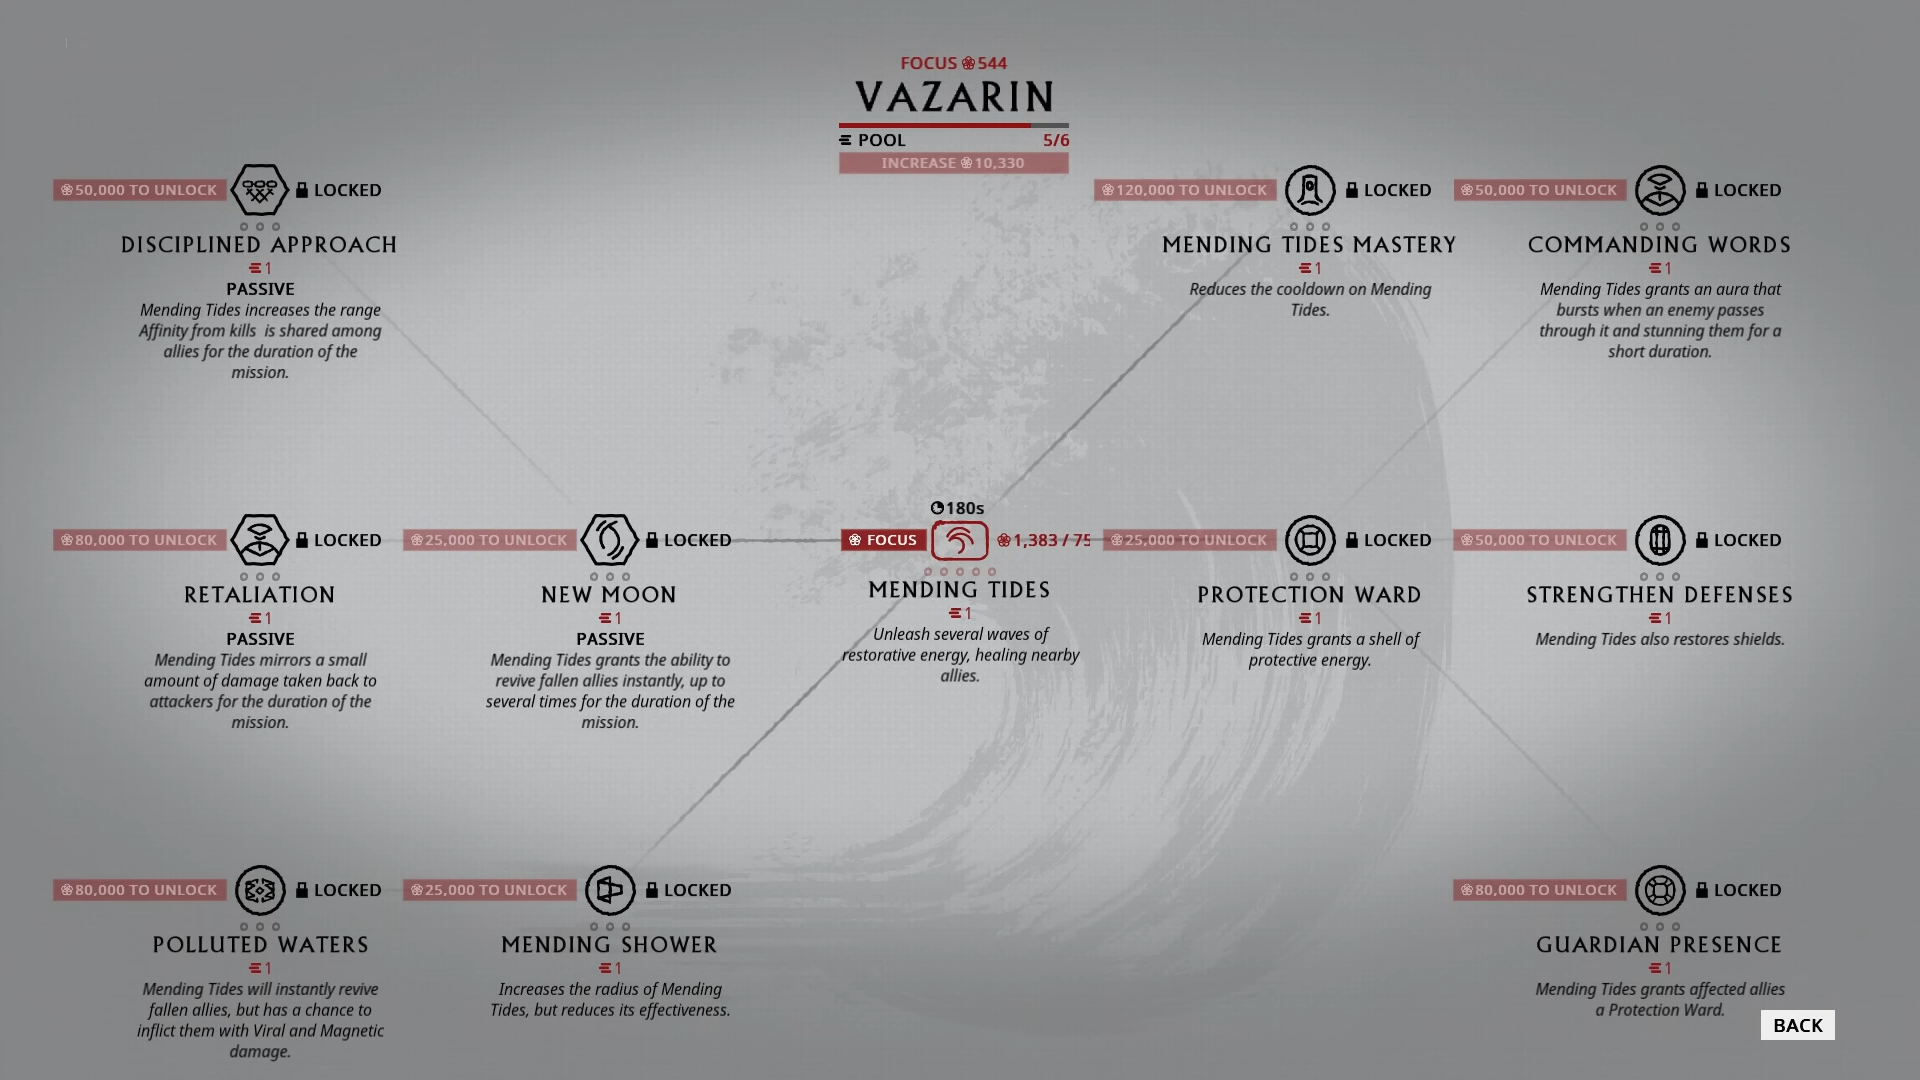 FOCUS 544
VAZARIN
POOL 5/6
INCREASE 10,330
50,000 TO UNLOCK LOCKED
DISCIPLINED APPROACH
1
PASSIVE
Mending Tides increases the range
Affinity from kills is shared among
allies for the duration of the
mission.
120,000 TO UNLOCK LOCKED
MENDING TIDES MASTERY
1
Reduces the cooldown on Mending
Tides.
50,000 TO UNLOCK LOCKED
COMMANDING WORDS
1
Mending Tides grants an aura that
bursts when an enemy passes
through it and stunning them for a
short duration.
80,000 TO UNLOCK LOCKED
RETALIATION
1
PASSIVE
Mending Tides mirrors a small
amount of damage taken back to
attackers for the duration of the
mission.
25,000 TO UNLOCK LOCKED
NEW MOON
1
PASSIVE
Mending Tides grants the ability to
revive fallen allies instantly, up to
several times for the duration of the
mission.
180s
FOCUS 1,383 / 75
MENDING TIDES
1
Unleash several waves of
restorative energy, healing nearby
allies.
25,000 TO UNLOCK LOCKED
PROTECTION WARD
1
Mending Tides grants a shell of
protective energy.
50,000 TO UNLOCK LOCKED
STRENGTHEN DEFENSES
1
Mending Tides also restores shields.
80,000 TO UNLOCK LOCKED
POLLUTED WATERS
1
Mending Tides will instantly revive
fallen allies, but has a chance to
inflict them with Viral and Magnetic
damage.
25,000 TO UNLOCK LOCKED
MENDING SHOWER
1
Increases the radius of Mending
Tides, but reduces its effectiveness.
80,000 TO UNLOCK LOCKED
GUARDIAN PRESENCE
1
Mending Tides grants affected allies
a Protection Ward.
BACK